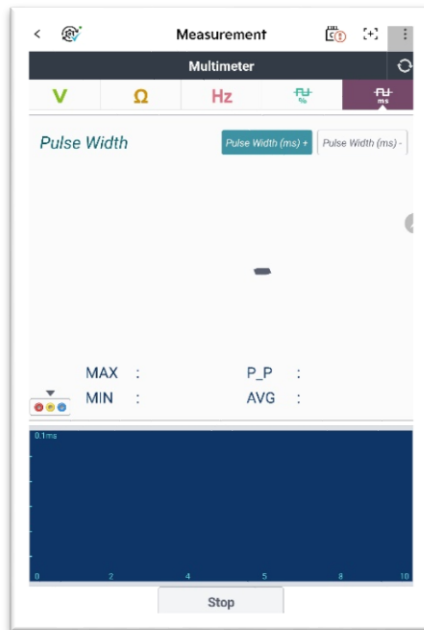 Measurement
Multimeter
V Ω Hz % ms
Pulse Width Pulse Width (ms) + Pulse Width (ms) -
-
MAX : P_P :
MIN : AVG :
0.1ms
0 2 4 5 8 10
Stop